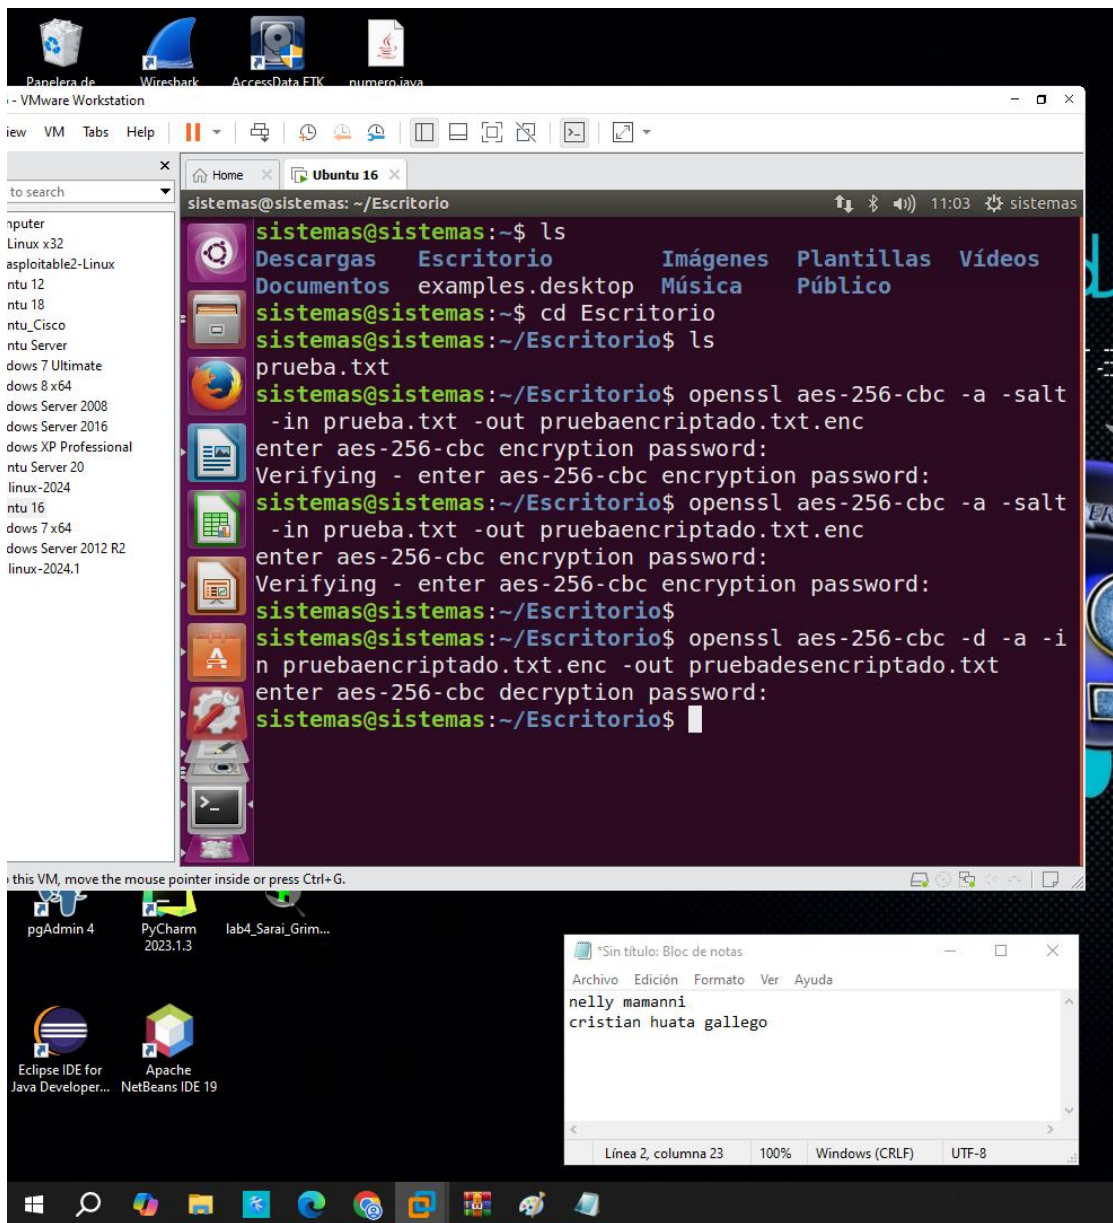 Papelera de
Wireshark
AccessData FTK
numero.java
- VMware Workstation
iew VM Tabs Help
to search
Home
Ubuntu 16
mputer
Linux x32
asploitable2-Linux
ntu 12
ntu 18
ntu_Cisco
ntu Server
dows 7 Ultimate
dows 8 x64
dows Server 2008
dows Server 2016
dows XP Professional
ntu Server 20
linux-2024
ntu 16
dows 7 x64
dows Server 2012 R2
linux-2024.1
sistemas@sistemas: ~/Escritorio
11:03 sistemas
sistemas@sistemas:~$ ls
Descargas Escritorio Imágenes Plantillas Vídeos
Documentos examples.desktop Música Público
sistemas@sistemas:~$ cd Escritorio
sistemas@sistemas:~/Escritorio$ ls
prueba.txt
sistemas@sistemas:~/Escritorio$ openssl aes-256-cbc -a -salt
-in prueba.txt -out pruebaencriptado.txt.enc
enter aes-256-cbc encryption password:
Verifying - enter aes-256-cbc encryption password:
sistemas@sistemas:~/Escritorio$ openssl aes-256-cbc -a -salt
-in prueba.txt -out pruebaencriptado.txt.enc
enter aes-256-cbc encryption password:
Verifying - enter aes-256-cbc encryption password:
sistemas@sistemas:~/Escritorio$
sistemas@sistemas:~/Escritorio$ openssl aes-256-cbc -d -a -i
n pruebaencriptado.txt.enc -out pruebadesencriptado.txt
enter aes-256-cbc decryption password:
sistemas@sistemas:~/Escritorio$
this VM, move the mouse pointer inside or press Ctrl+G.
pgAdmin 4
PyCharm
2023.1.3
lab4_Sarai_Grim...
Eclipse IDE for
Java Developer...
Apache
NetBeans IDE 19
*Sin título: Bloc de notas
Archivo Edición Formato Ver Ayuda
nelly mamanni
cristian huata gallego
Línea 2, columna 23 100% Windows (CRLF) UTF-8